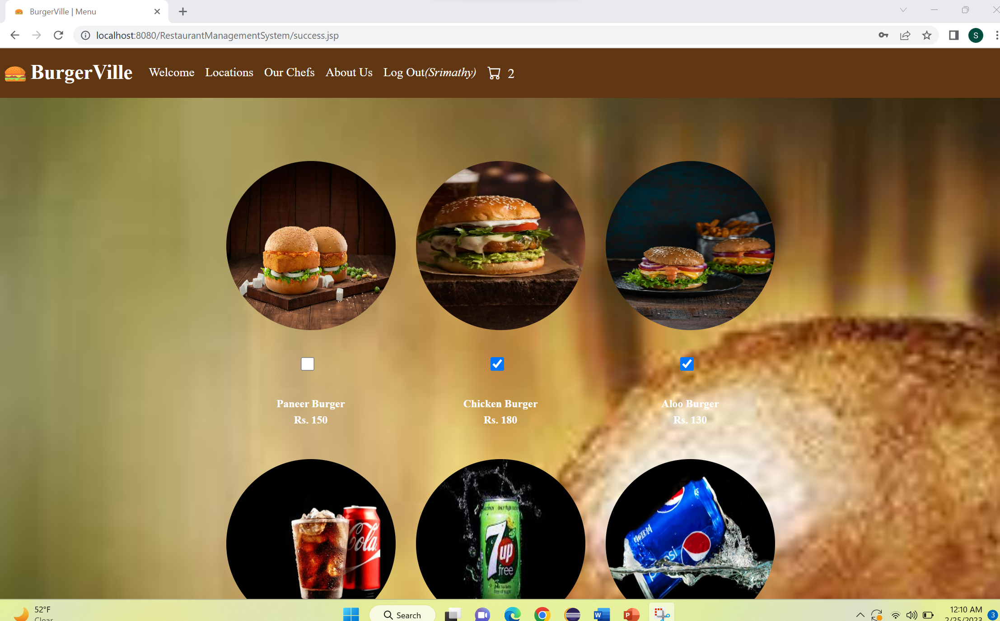 BurgerVille | Menu
localhost:8080/RestaurantManagementSystem/success.jsp
S
BurgerVille Welcome Locations Our Chefs About Us Log Out(Srimathy) 2
Paneer Burger Chicken Burger Aloo Burger
Rs. 150 Rs. 180 Rs. 130
Cola
7up
free
pepsi
52°F
Clear
Search
W
P
12:10 AM
2/25/2023
3